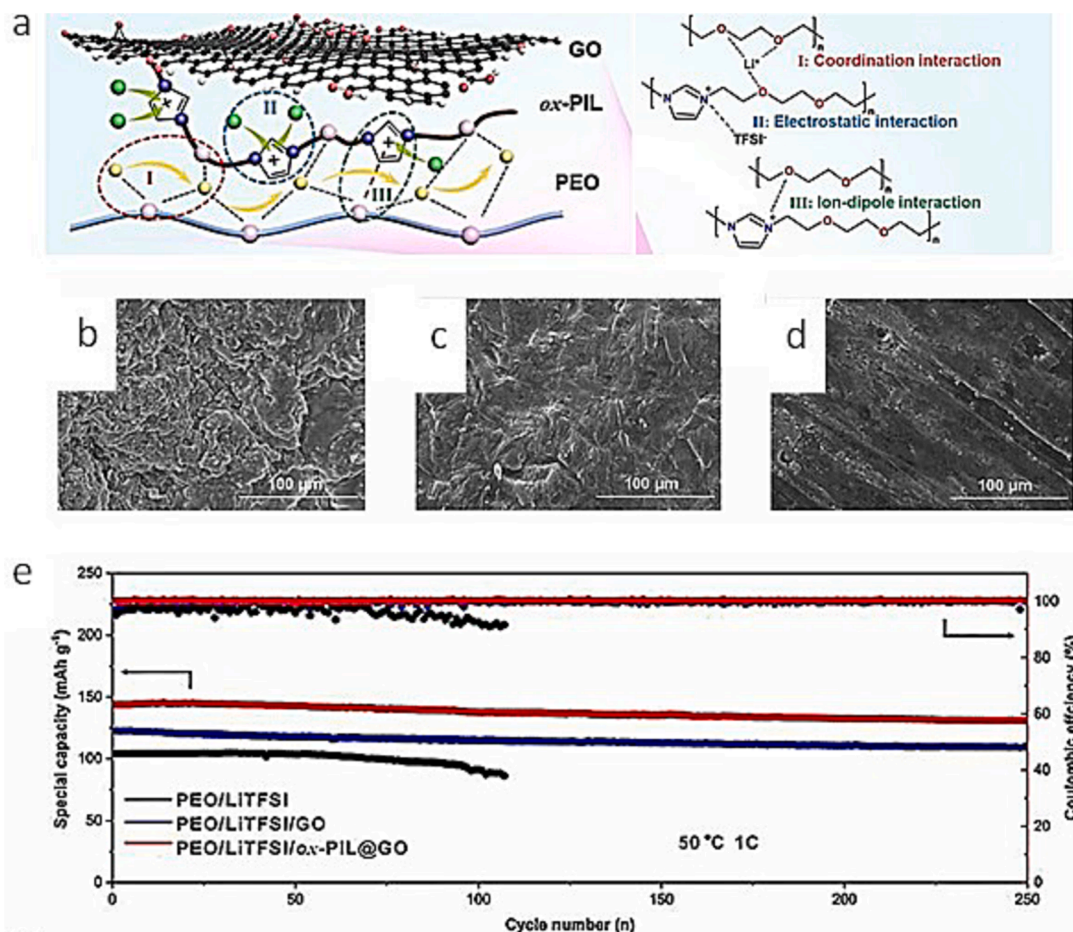 a
GO
ox-PIL
PEO
I
II
III
+
+
+
Li⁺
O
O
O
O
O
n
n
I: Coordination interaction
N
N⁺
TFSI⁻
II: Electrostatic interaction
O
O
n
III: Ion-dipole interaction
N
N
+
O
O
n
b
100 µm
c
100 µm
d
100 µm
e
Special capacity (mAh g⁻¹)
250
200
150
100
50
0
Coulombic effciency (%)
100
80
60
40
20
0
PEO/LiTFSI
PEO/LiTFSI/GO
PEO/LiTFSI/ox-PIL@GO
50 °C 1C
0 50 100 150 200 250
Cycle number (n)